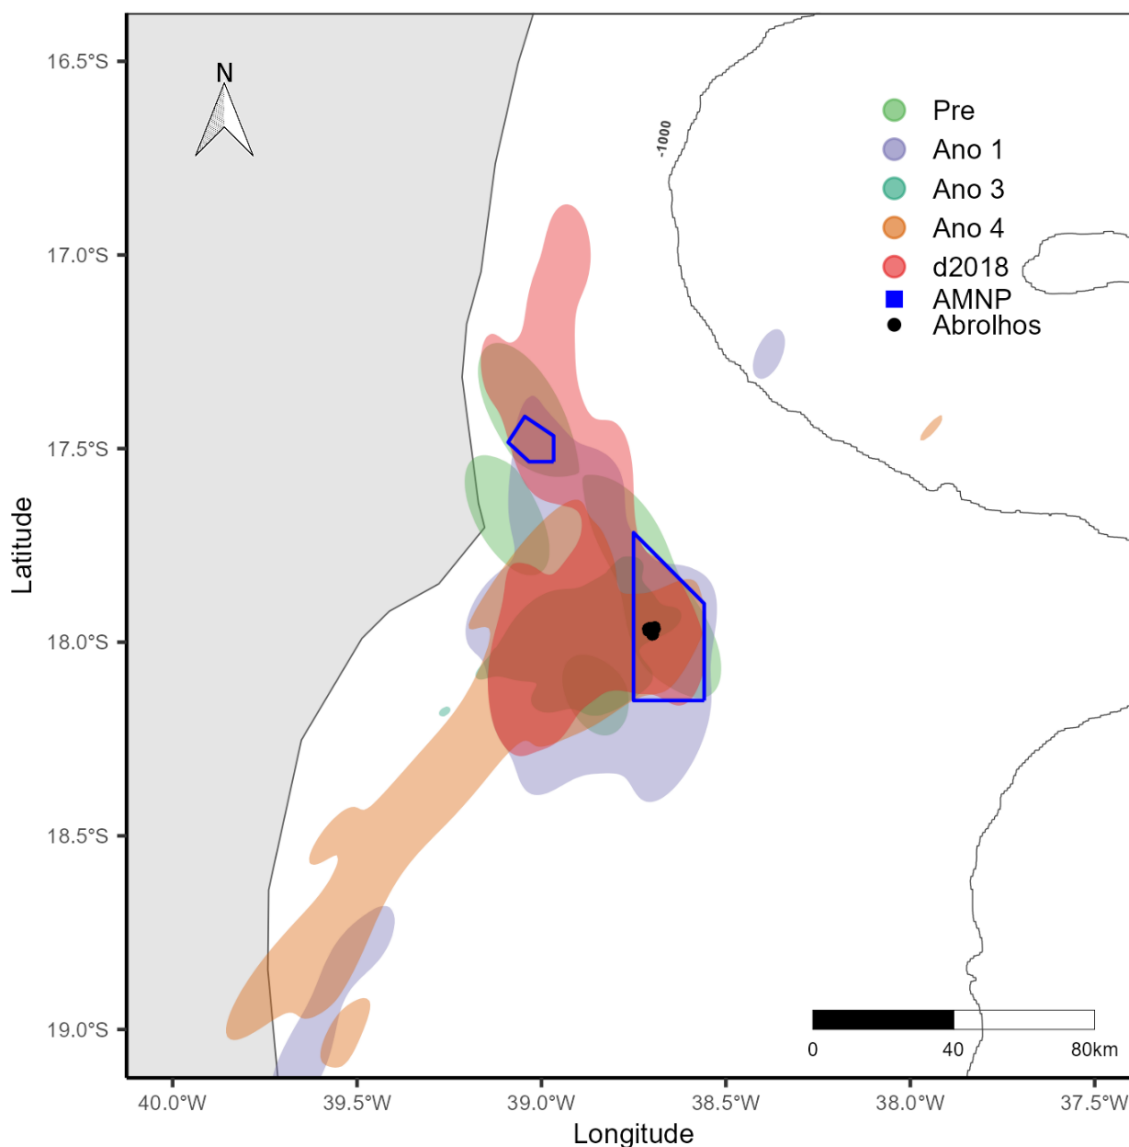 16.5°S
17.0°S
17.5°S
18.0°S
18.5°S
19.0°S
Latitude
N
-1000
Pre
Ano 1
Ano 3
Ano 4
d2018
AMNP
Abrolhos
0
40
80km
40.0°W
39.5°W
39.0°W
38.5°W
38.0°W
37.5°W
Longitude